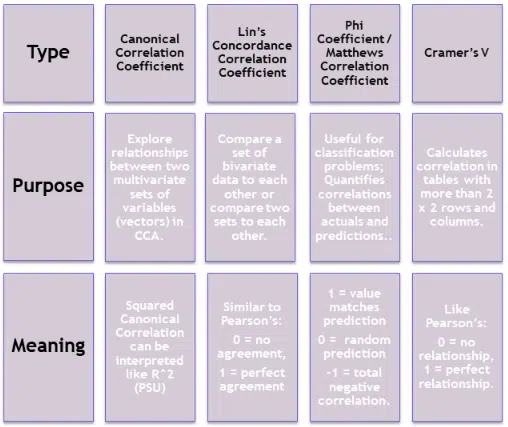 Type
Canonical
Correlation
Coefficient
Lin's
Concordance
Correlation
Coefficient
Phi
Coefficient /
Matthews
Correlation
Coefficient
Cramer's V
Purpose
Explore
relationships
between two
multivariate
sets of
variables
(vectors) in
CCA.
Compare a
set of
bivariate
data to each
other or
compare two
sets to each
other.
Useful for
classification
problems;
Quantifies
correlations
between
actuals and
predictions..
Calculates
correlation in
tables with
more than 2
x 2 rows and
columns.
Meaning
Squared
Canonical
Correlation
can be
interpreted
like R^2
(PSU)
Similar to
Pearson's:
0 = no
agreement,
1 = perfect
agreement
1 = value
matches
prediction
0 = random
prediction
-1 = total
negative
correlation.
Like
Pearson's:
0 = no
relationship,
1 = perfect
relationship.